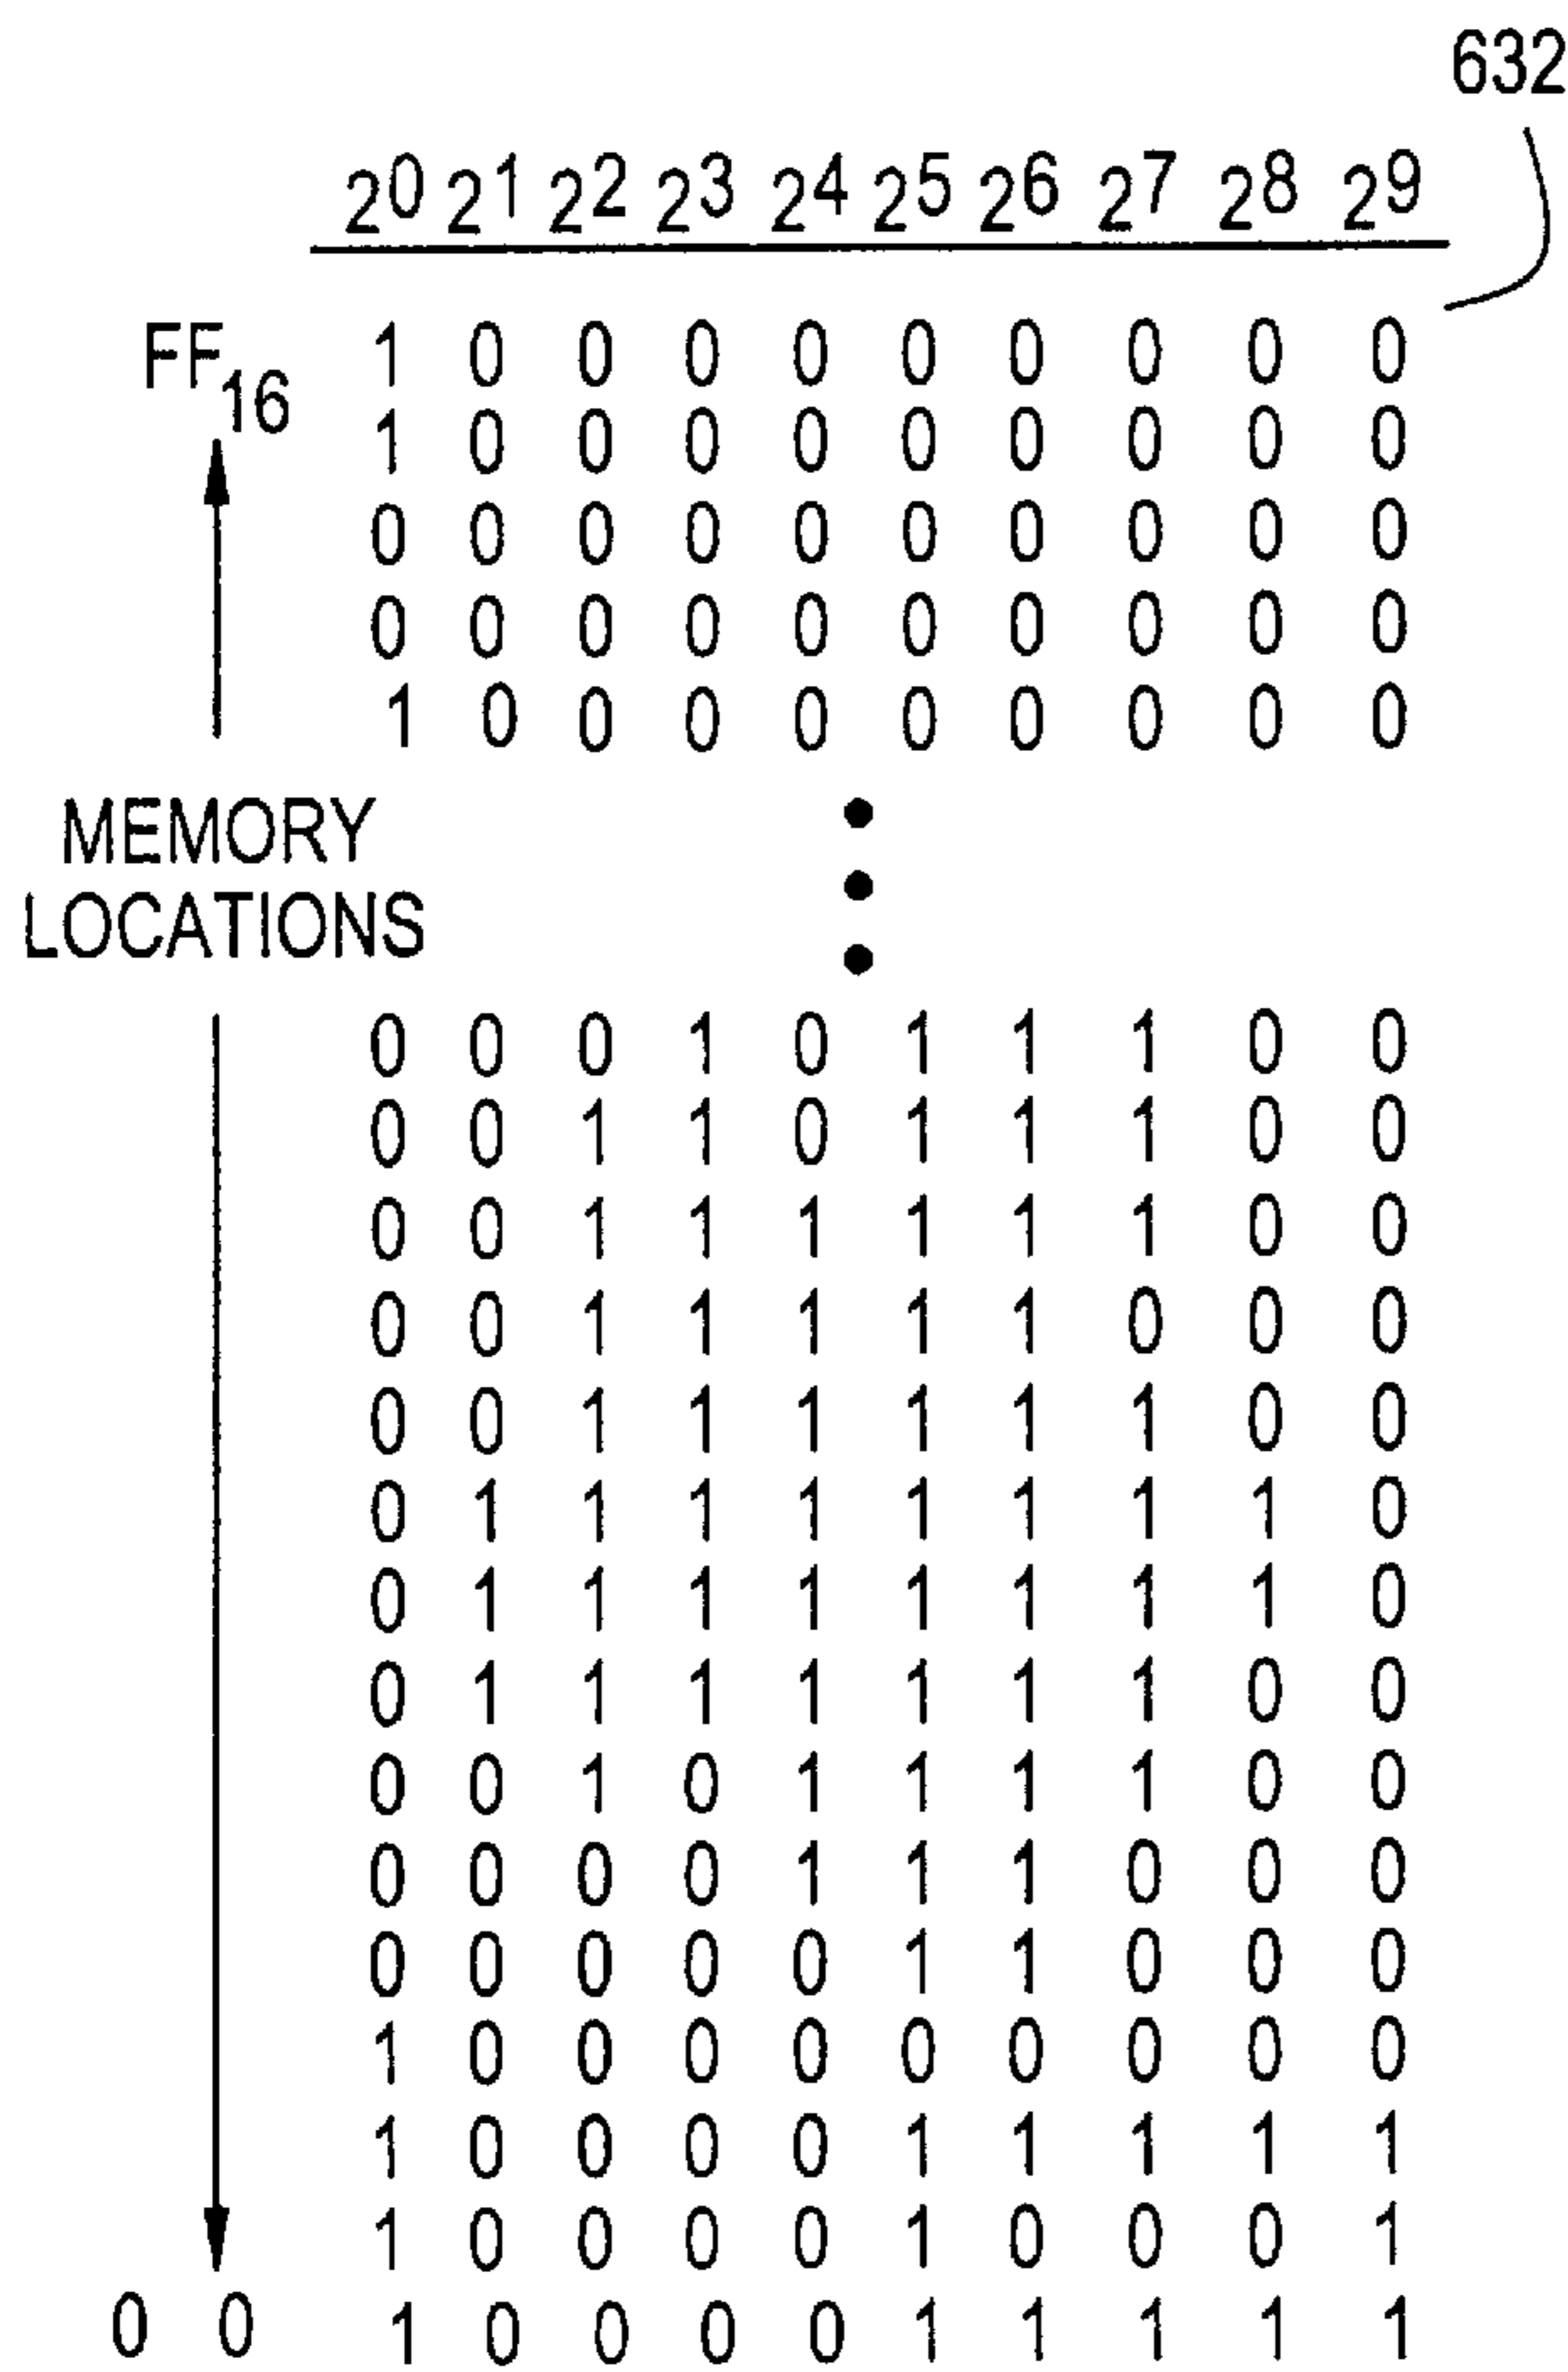 632
2^0 2^1 2^2 2^3 2^4 2^5 2^6 2^7 2^8 2^9
FF_16 1 0 0 0 0 0 0 0 0 0
1 0 0 0 0 0 0 0 0 0
0 0 0 0 0 0 0 0 0 0
0 0 0 0 0 0 0 0 0 0
1 0 0 0 0 0 0 0 0 0
MEMORY
LOCATIONS
0 0 0 1 0 1 1 1 0 0
0 0 1 1 0 1 1 1 0 0
0 0 1 1 1 1 1 1 0 0
0 0 1 1 1 1 1 0 0 0
0 0 1 1 1 1 1 1 0 0
0 1 1 1 1 1 1 1 1 0
0 1 1 1 1 1 1 1 1 0
0 1 1 1 1 1 1 1 0 0
0 0 1 0 1 1 1 1 0 0
0 0 0 0 1 1 1 0 0 0
0 0 0 0 0 1 1 0 0 0
1 0 0 0 0 0 0 0 0 0
1 0 0 0 0 1 1 1 1 1
1 0 0 0 0 1 0 0 0 1
0 0 1 0 0 0 0 1 1 1 1 1